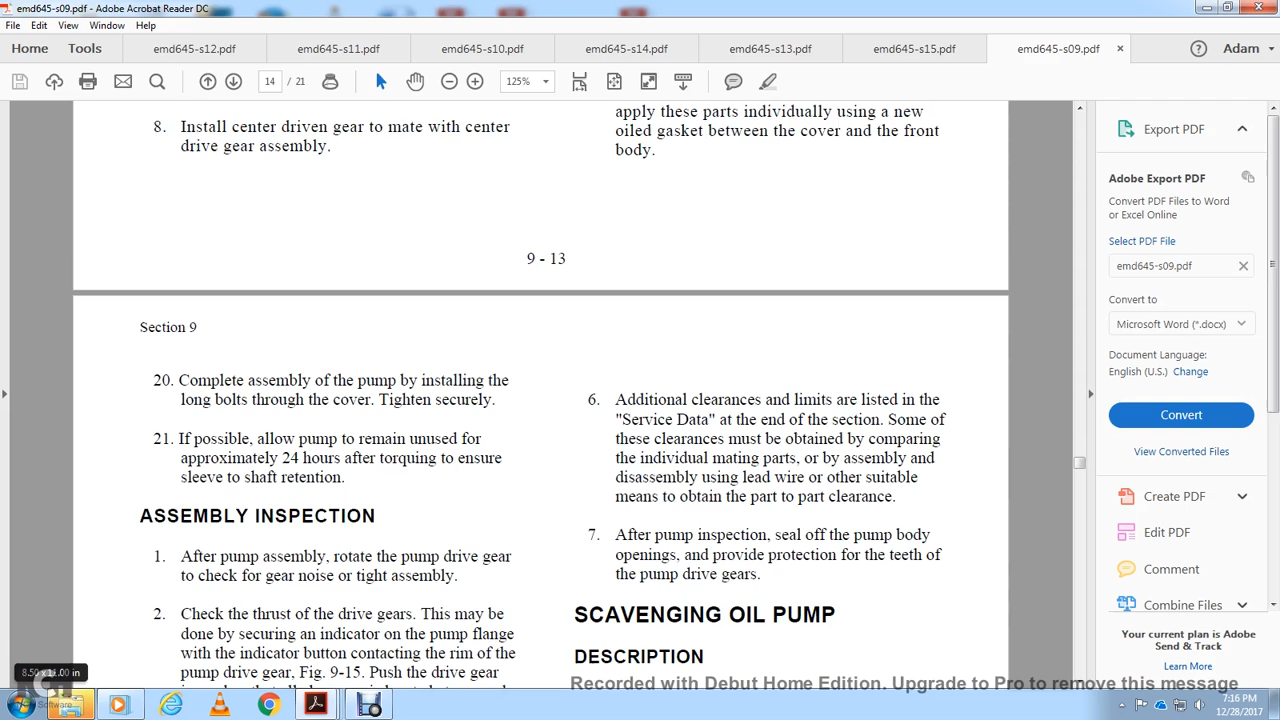 emd645-s09.pdf - Adobe Acrobat Reader DC
File Edit View Window Help
Home Tools emd645-s12.pdf emd645-s11.pdf emd645-s10.pdf emd645-s14.pdf emd645-s13.pdf emd645-s15.pdf emd645-s09.pdf × Adam
14 / 21 125%
8. Install center driven gear to mate with center
drive gear assembly.
apply these parts individually using a new
oiled gasket between the cover and the front
body.
9 - 13
Section 9
20. Complete assembly of the pump by installing the
long bolts through the cover. Tighten securely.
21. If possible, allow pump to remain unused for
approximately 24 hours after torquing to ensure
sleeve to shaft retention.
ASSEMBLY INSPECTION
1. After pump assembly, rotate the pump drive gear
to check for gear noise or tight assembly.
2. Check the thrust of the drive gears. This may be
done by securing an indicator on the pump flange
with the indicator button contacting the rim of the
pump drive gear, Fig. 9-15. Push the drive gear
6. Additional clearances and limits are listed in the
"Service Data" at the end of the section. Some of
these clearances must be obtained by comparing
the individual mating parts, or by assembly and
disassembly using lead wire or other suitable
means to obtain the part to part clearance.
7. After pump inspection, seal off the pump body
openings, and provide protection for the teeth of
the pump drive gears.
SCAVENGING OIL PUMP
DESCRIPTION
Export PDF
Adobe Export PDF
Convert PDF Files to Word
or Excel Online
Select PDF File
emd645-s09.pdf
Convert to
Microsoft Word (*.docx)
Document Language:
English (U.S.) Change
Convert
View Converted Files
Create PDF
Edit PDF
Comment
Combine Files
Your current plan is Adobe
Send & Track
Learn More
8.50 x 11.00 in
Software
Recorded with Debut Home Edition. Upgrade to Pro to remove this message
7:16 PM
12/28/2017